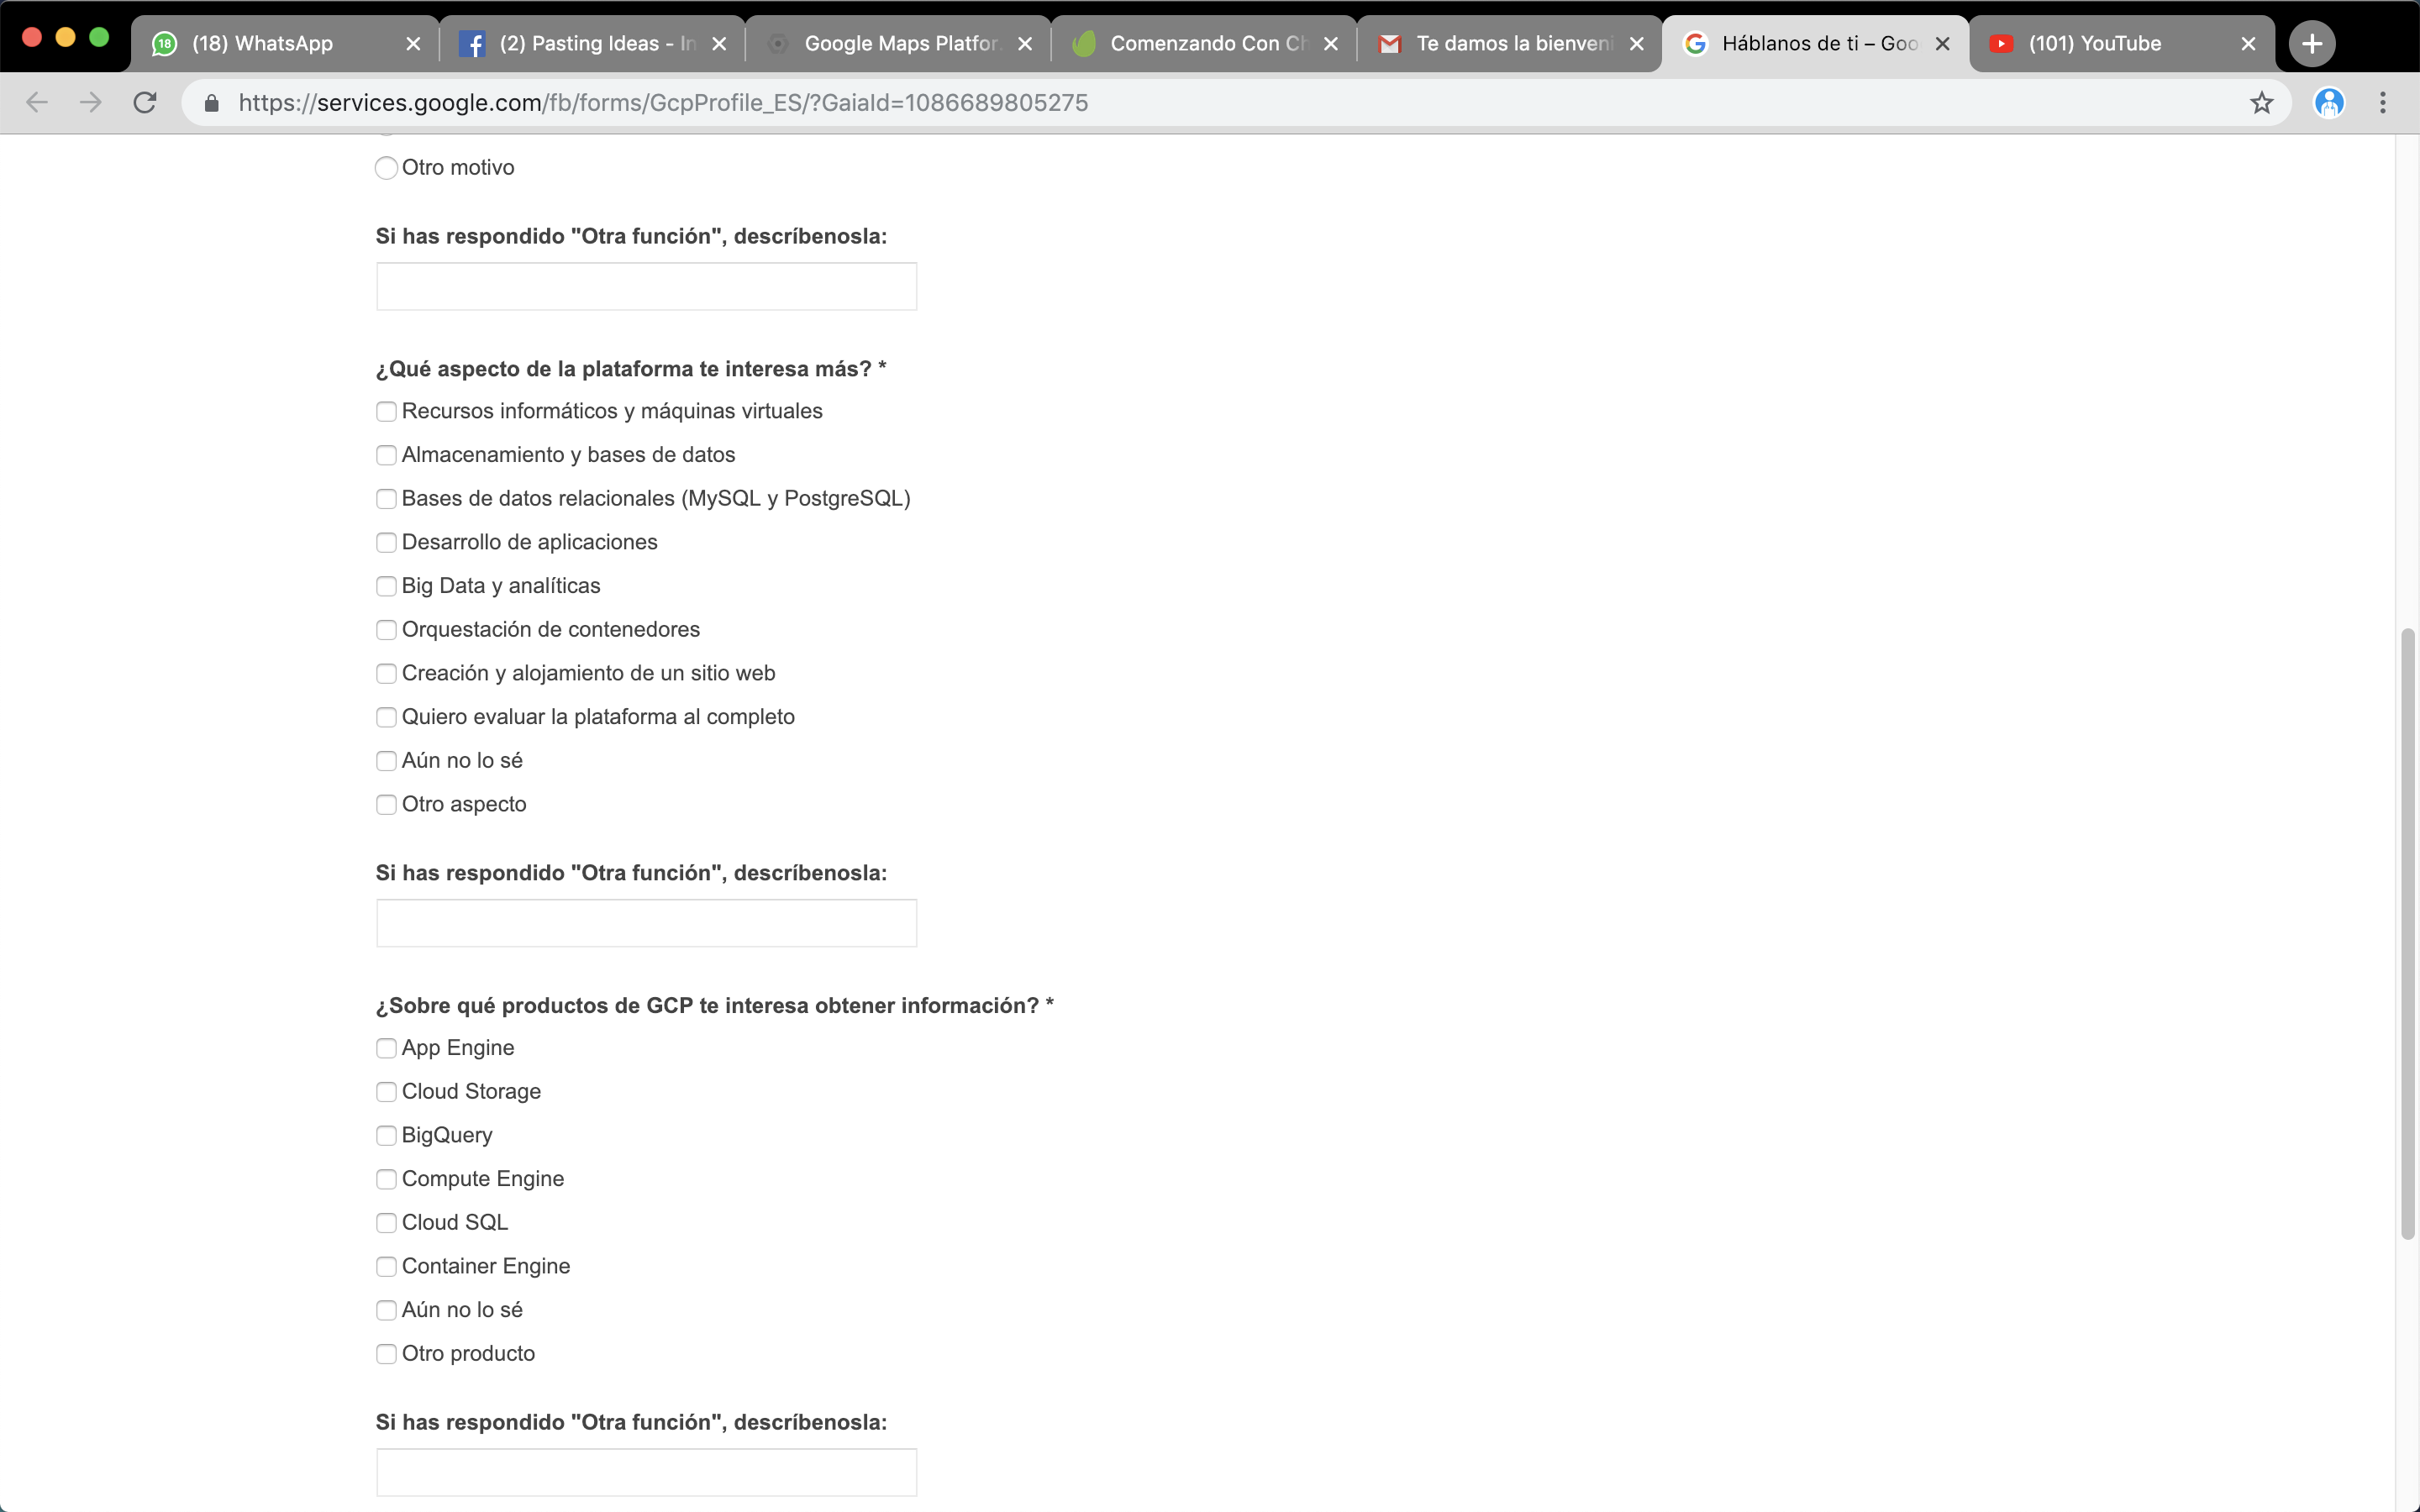 18 (18) WhatsApp
(2) Pasting Ideas - In
Google Maps Platfor
Comenzando Con Ch
Te damos la bienveni
Háblanos de ti – Goo
(101) YouTube
https://services.google.com/fb/forms/GcpProfile_ES/?GaiaId=1086689805275
Otro motivo
Si has respondido "Otra función", descríbenosla:
¿Qué aspecto de la plataforma te interesa más? *
Recursos informáticos y máquinas virtuales
Almacenamiento y bases de datos
Bases de datos relacionales (MySQL y PostgreSQL)
Desarrollo de aplicaciones
Big Data y analíticas
Orquestación de contenedores
Creación y alojamiento de un sitio web
Quiero evaluar la plataforma al completo
Aún no lo sé
Otro aspecto
Si has respondido "Otra función", descríbenosla:
¿Sobre qué productos de GCP te interesa obtener información? *
App Engine
Cloud Storage
BigQuery
Compute Engine
Cloud SQL
Container Engine
Aún no lo sé
Otro producto
Si has respondido "Otra función", descríbenosla: